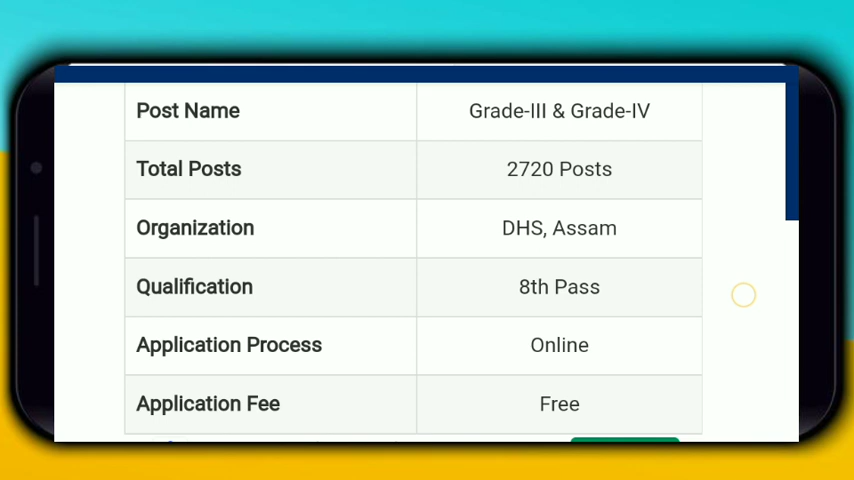 Post Name Grade-III & Grade-IV
Total Posts 2720 Posts
Organization DHS, Assam
Qualification 8th Pass
Application Process Online
Application Fee Free